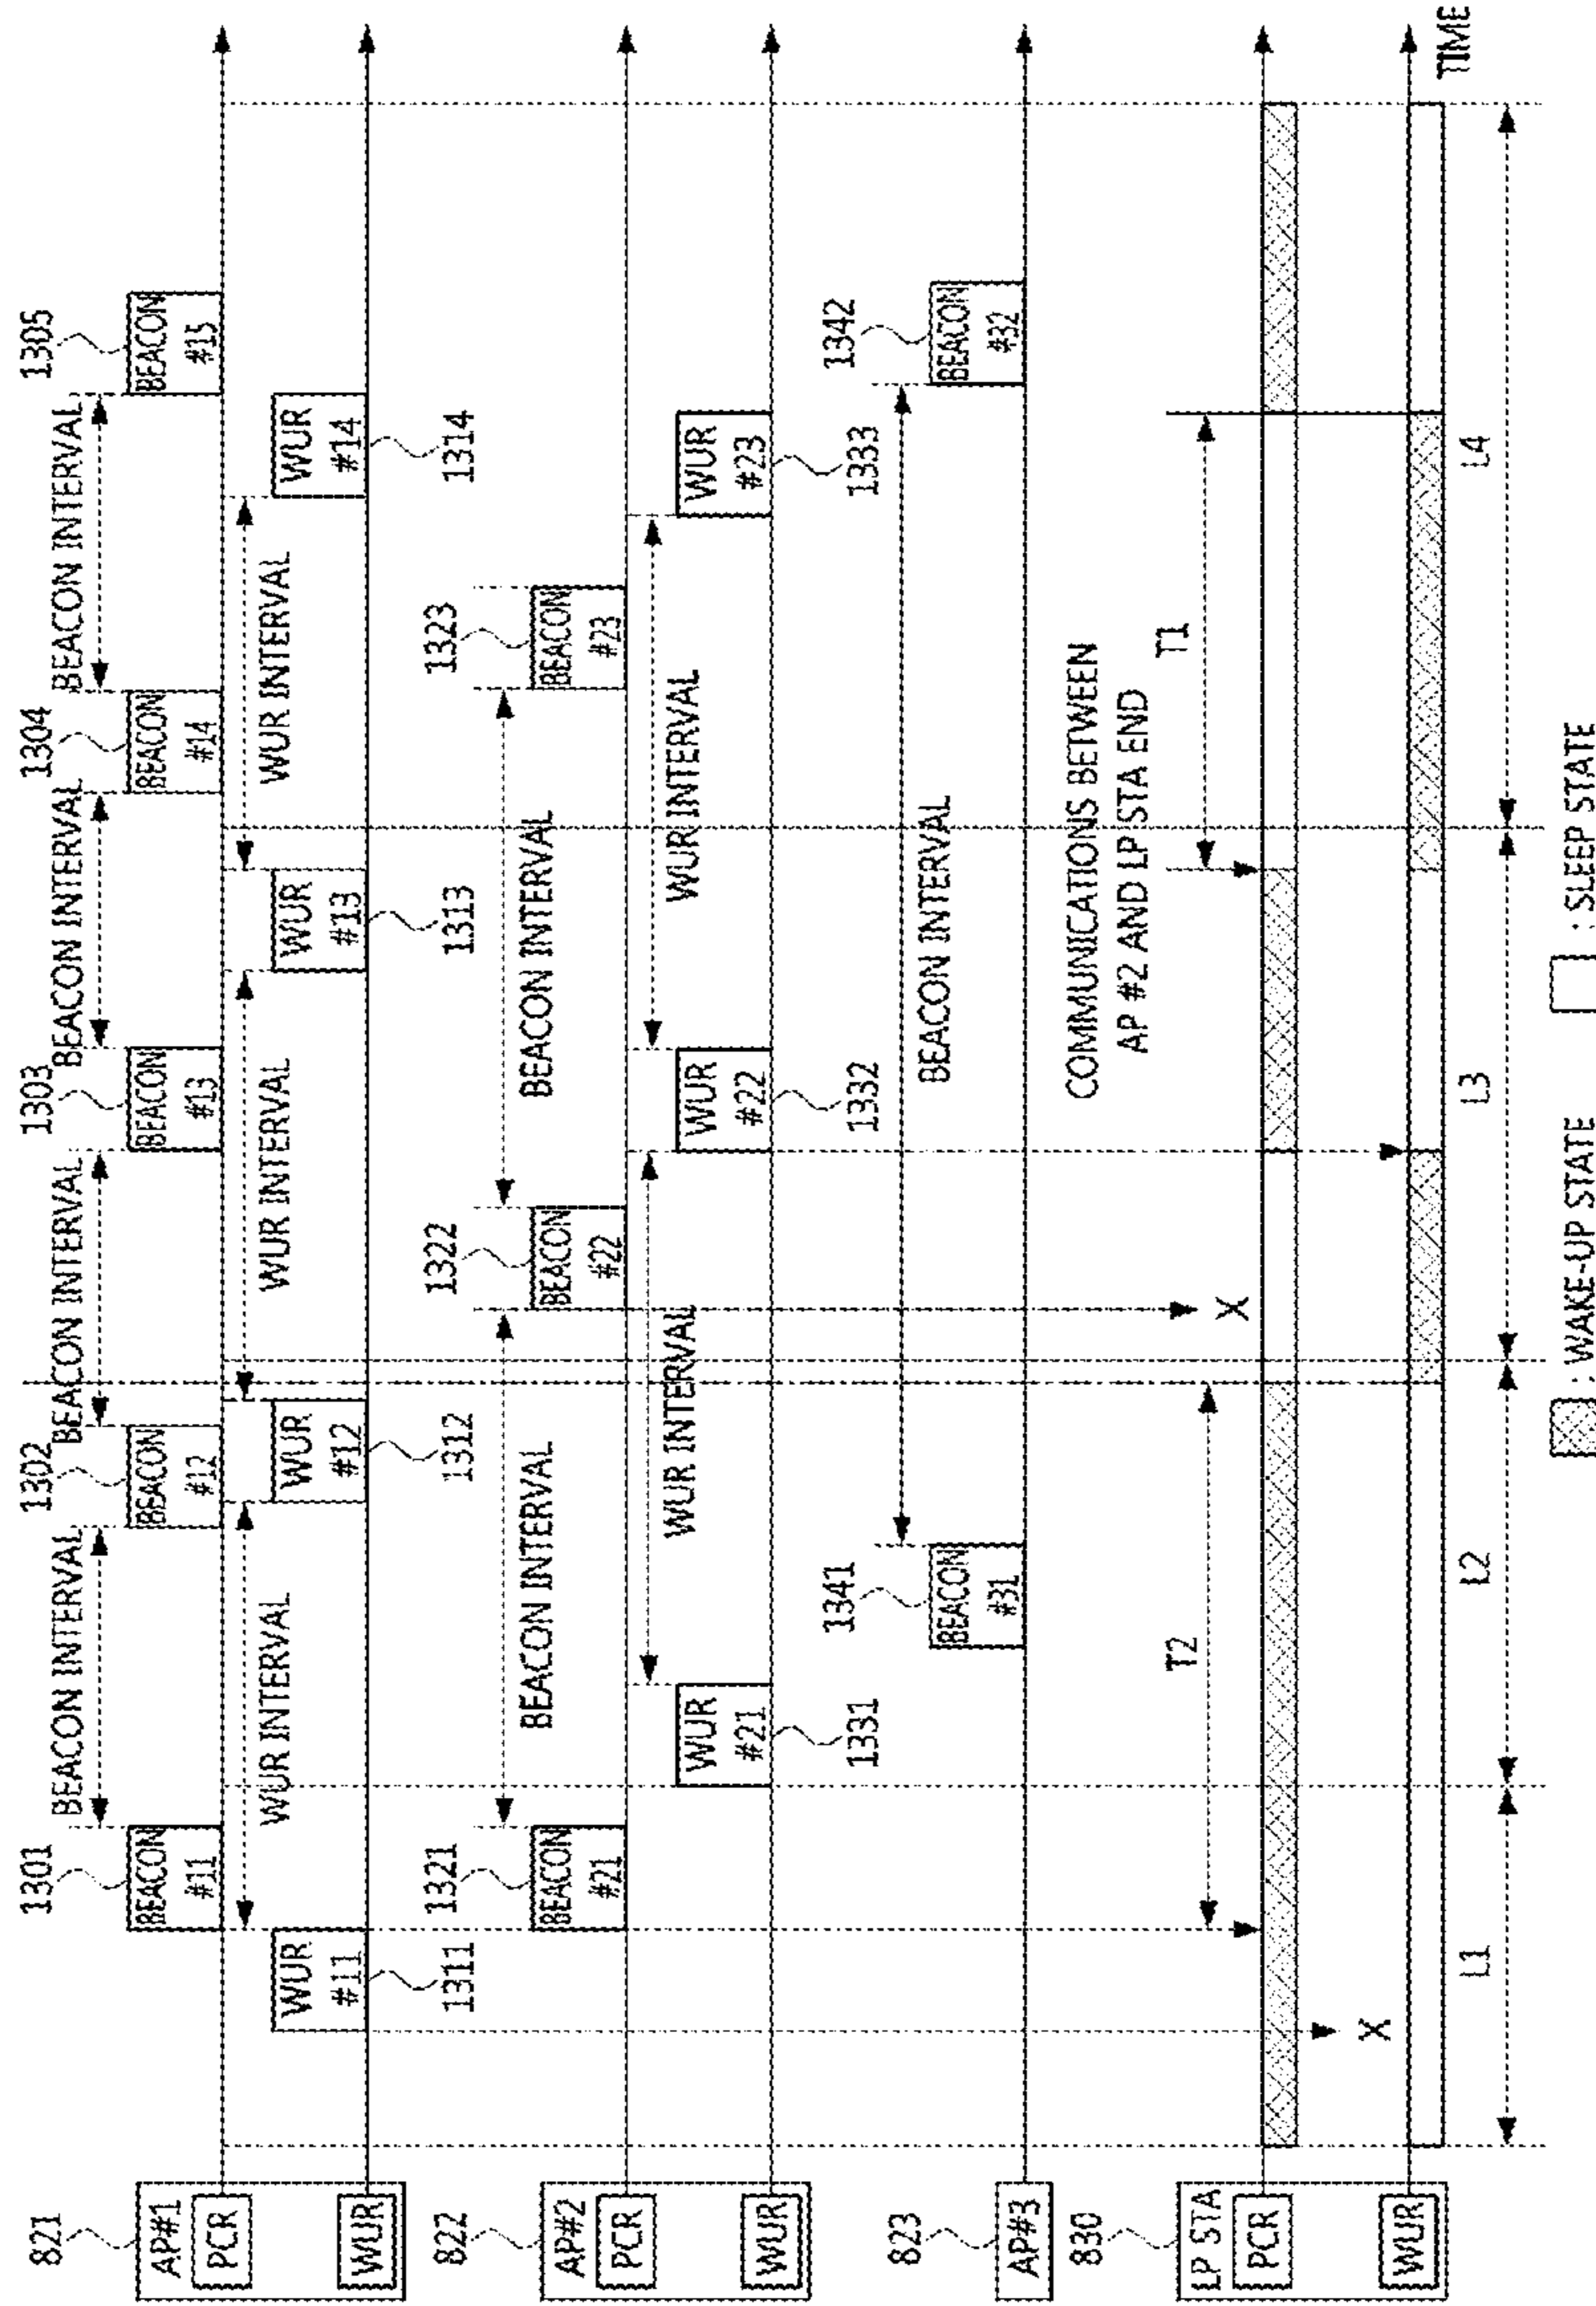 821
AP#1
PCR
WUR
1301
BEACON
#11
BEACON INTERVAL
1302
BEACON
#12
BEACON INTERVAL
1303
BEACON
#13
BEACON INTERVAL
1304
BEACON
#14
BEACON INTERVAL
1305
BEACON
#15
WUR
#11
1311
WUR INTERVAL
WUR
#12
1312
WUR INTERVAL
WUR
#13
1313
WUR INTERVAL
WUR
#14
1314
822
AP#2
PCR
WUR
1321
BEACON
#21
BEACON INTERVAL
1322
BEACON
#22
BEACON INTERVAL
1323
BEACON
#23
WUR
#21
1331
WUR INTERVAL
WUR
#22
1332
WUR INTERVAL
WUR
#23
1333
823
AP#3
1341
BEACON
#31
BEACON INTERVAL
1342
BEACON
#32
830
LP STA
PCR
WUR
COMMUNICATIONS BETWEEN
AP #2 AND LP STA END
T2
X
T1
X
L1
L2
L3
L4
TIME
: WAKE-UP STATE
: SLEEP STATE